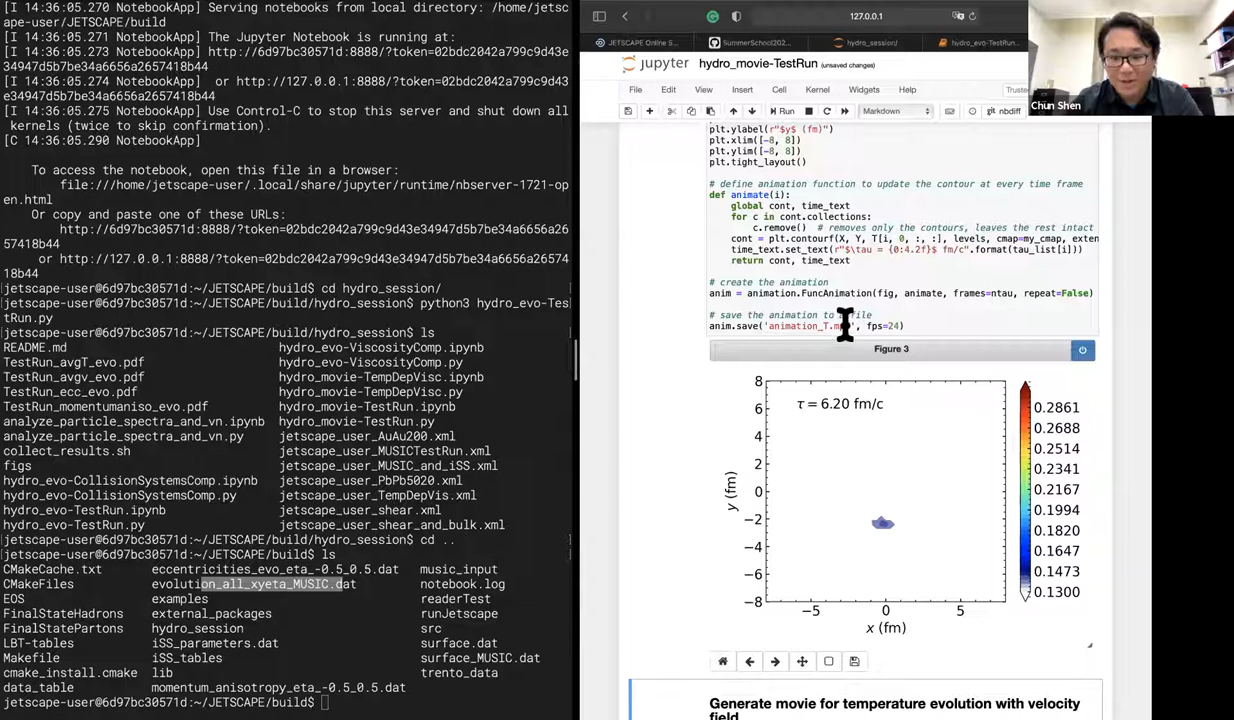 [I 14:36:05.270 NotebookApp] Serving notebooks from local directory: /home/jetsc
ape-user/JETSCAPE/build
[I 14:36:05.271 NotebookApp] The Jupyter Notebook is running at:
[I 14:36:05.273 NotebookApp] http://6d97bc30571d:8888/?token=02bdc2042a799c9d43e
34947d5b7be34a6656a2657418b44
[I 14:36:05.274 NotebookApp]  or http://127.0.0.1:8888/?token=02bdc2042a799c9d43
e34947d5b7be34a6656a2657418b44
[I 14:36:05.275 NotebookApp] Use Control-C to stop this server and shut down all
kernels (twice to skip confirmation).
[C 14:36:05.290 NotebookApp]
To access the notebook, open this file in a browser:
file:///home/jetscape-user/.local/share/jupyter/runtime/nbserver-1721-op
en.html
Or copy and paste one of these URLs:
http://6d97bc30571d:8888/?token=02bdc2042a799c9d43e34947d5b7be34a6656a26
57418b44
or http://127.0.0.1:8888/?token=02bdc2042a799c9d43e34947d5b7be34a6656a26574
18b44
jetscape-user@6d97bc30571d:~/JETSCAPE/build$ cd hydro_session/
jetscape-user@6d97bc30571d:~/JETSCAPE/build/hydro_session$ python3 hydro_evo-Tes
tRun.py
jetscape-user@6d97bc30571d:~/JETSCAPE/build/hydro_session$ ls
README.md hydro_evo-ViscosityComp.ipynb
TestRun_avgT_evo.pdf hydro_evo-ViscosityComp.py
TestRun_avgv_evo.pdf hydro_movie-TempDepVisc.ipynb
TestRun_ecc_evo.pdf hydro_movie-TempDepVisc.py
TestRun_momentumaniso_evo.pdf hydro_movie-TestRun.ipynb
analyze_particle_spectra_and_vn.ipynb hydro_movie-TestRun.py
analyze_particle_spectra_and_vn.py jetscape_user_AuAu200.xml
collect_results.sh jetscape_user_MUSICTestRun.xml
figs jetscape_user_MUSIC_and_iSS.xml
hydro_evo-CollisionSystemsComp.ipynb jetscape_user_PbPb5020.xml
hydro_evo-CollisionSystemsComp.py jetscape_user_TempDepVis.xml
hydro_evo-TestRun.ipynb jetscape_user_shear.xml
hydro_evo-TestRun.py jetscape_user_shear_and_bulk.xml
jetscape-user@6d97bc30571d:~/JETSCAPE/build/hydro_session$ cd ..
jetscape-user@6d97bc30571d:~/JETSCAPE/build$ ls
CMakeCache.txt eccentricities_evo_eta_-0.5_0.5.dat music_input
CMakeFiles evolution_all_xyeta_MUSIC.dat notebook.log
EOS examples readerTest
FinalStateHadrons external_packages runJetscape
FinalStatePartons hydro_session src
LBT-tables iSS_parameters.dat surface.dat
Makefile iSS_tables surface_MUSIC.dat
cmake_install.cmake lib trento_data
data_table momentum_anisotropy_eta_-0.5_0.5.dat
jetscape-user@6d97bc30571d:~/JETSCAPE/build$
127.0.0.1
JETSCAPE Online S... SummerSchool202... hydro_session/ hydro_evo-TestRun...
jupyter hydro_movie-TestRun (unsaved changes)
File Edit View Insert Cell Kernel Widgets Help Truste
Run Markdown nbdiff
plt.ylabel(r"$y$ (fm)")
plt.xlim([-8, 8])
plt.ylim([-8, 8])
plt.tight_layout()
# define animation function to update the contour at every time frame
def animate(i):
global cont, time_text
for c in cont.collections:
c.remove()  # removes only the contours, leaves the rest intact
cont = plt.contourf(X, Y, T[i, 0, :, :], levels, cmap=my_cmap, exten
time_text.set_text(r"$\tau = {0:4.2f}$ fm/c".format(tau_list[i]))
return cont, time_text
# create the animation
anim = animation.FuncAnimation(fig, animate, frames=ntau, repeat=False)
# save the animation to a file
anim.save('animation_T.m ', fps=24)
Figure 3
τ = 6.20 fm/c
8
6
4
2
0
−2
−4
−6
−8
y (fm)
−5 0 5
x (fm)
0.2861
0.2688
0.2514
0.2341
0.2167
0.1994
0.1820
0.1647
0.1473
0.1300
Generate movie for temperature evolution with velocity
field
Chun Shen